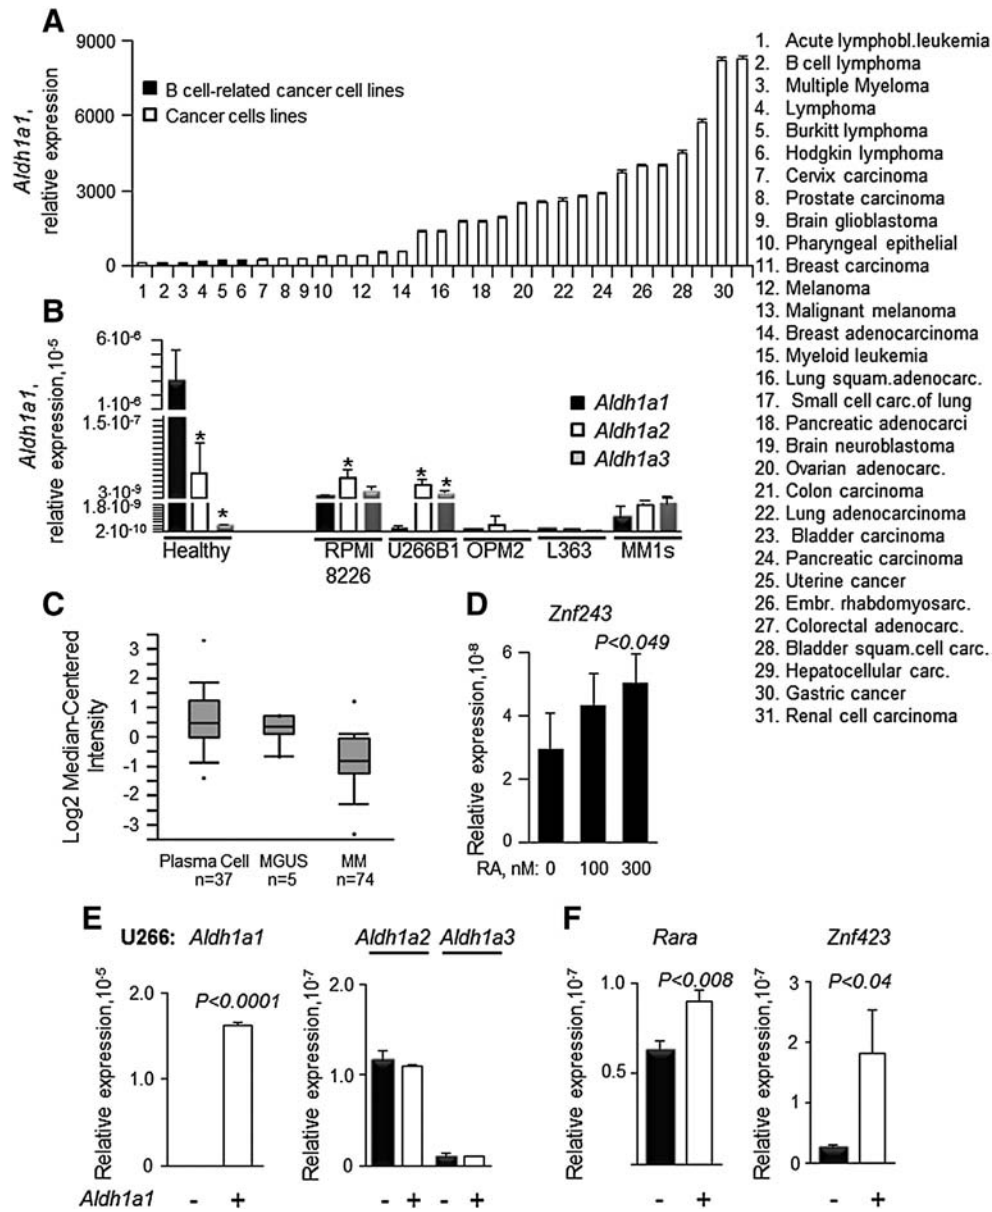 A
Aldh1a1,
relative expression
9000
6000
3000
0
B cell-related cancer cell lines
Cancer cells lines
1 2 3 4 5 6 7 8 9 10 12 14 16 18 20 22 24 26 28 30
1. Acute lymphobl.leukemia
2. B cell lymphoma
3. Multiple Myeloma
4. Lymphoma
5. Burkitt lymphoma
6. Hodgkin lymphoma
7. Cervix carcinoma
8. Prostate carcinoma
9. Brain glioblastoma
10. Pharyngeal epithelial
11. Breast carcinoma
12. Melanoma
13. Malignant melanoma
14. Breast adenocarcinoma
15. Myeloid leukemia
16. Lung squam.adenocarc.
17. Small cell carc.of lung
18. Pancreatic adenocarci
19. Brain neuroblastoma
20. Ovarian adenocarc.
21. Colon carcinoma
22. Lung adenocarcinoma
23. Bladder carcinoma
24. Pancreatic carcinoma
25. Uterine cancer
26. Embr. rhabdomyosarc.
27. Colorectal adenocarc.
28. Bladder squam.cell carc.
29. Hepatocellular carc.
30. Gastric cancer
31. Renal cell carcinoma
B
Aldh1a1,
relative expression,10-5
6·10-6
1·10-6
1.5·10-7
3·10-9
1.8·10-9
2·10-10
* * * * *
Aldh1a1
Aldh1a2
Aldh1a3
Healthy RPMI U266B1 OPM2 L363 MM1s
8226
C
Log2 Median-Centered
Intensity
3
2
1
0
-1
-2
-3
Plasma Cell MGUS MM
n=37 n=5 n=74
D
Znf243
P<0.049
Relative expression,10-8
6
4
2
0
RA, nM: 0 100 300
E
U266: Aldh1a1 Aldh1a2 Aldh1a3
Relative expression,10-5
2.0
1.0
0
P<0.0001
Relative expression,10-7
2.0
1.0
0
Aldh1a1 - + - + - +
F
Rara Znf423
Relative expression,10-7
1.0
0.5
P<0.008
- +
Relative expression,10-7
3
2
1
0
P<0.04
- +